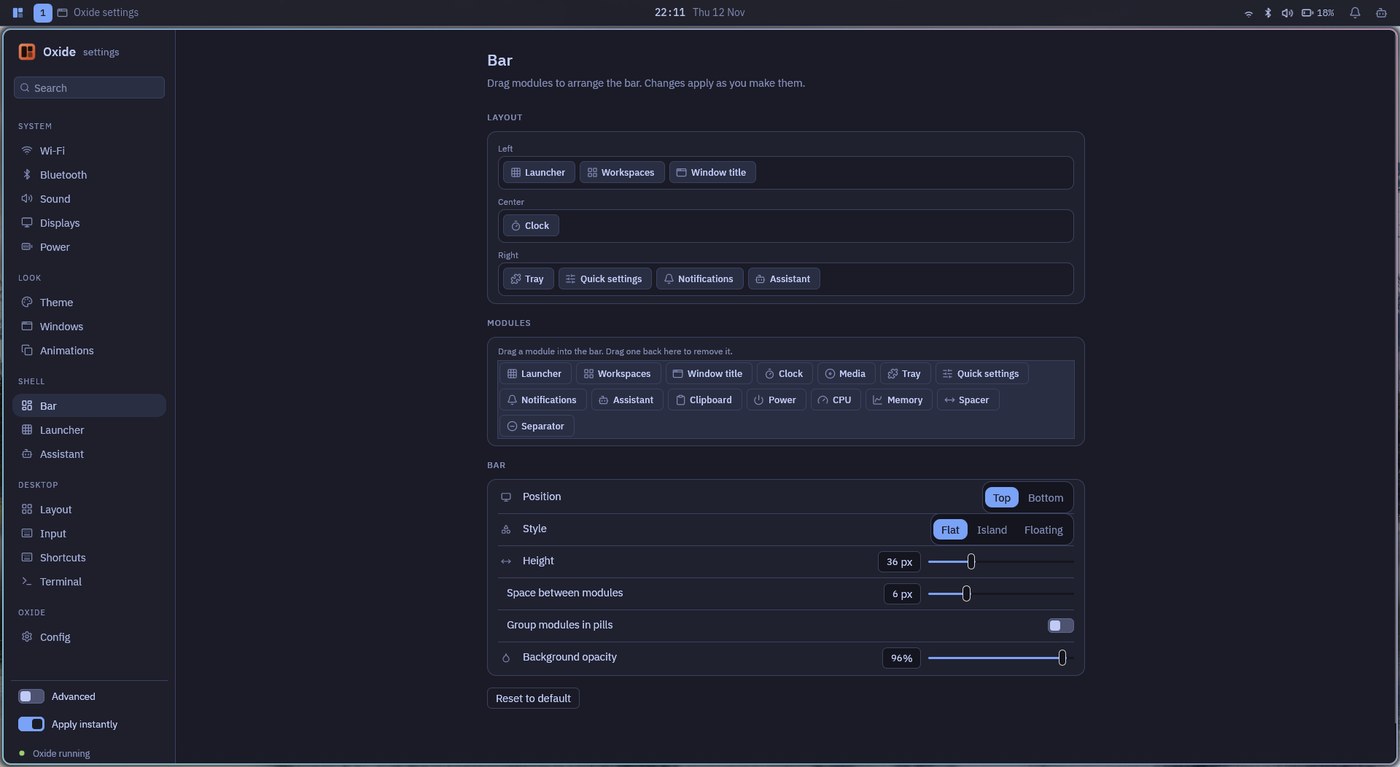 1 Oxide settings 22:11 Thu 12 Nov 18%
Oxide settings
Search
SYSTEM
Wi-Fi
Bluetooth
Sound
Displays
Power
LOOK
Theme
Windows
Animations
SHELL
Bar
Launcher
Assistant
DESKTOP
Layout
Input
Shortcuts
Terminal
OXIDE
Config
Advanced
Apply instantly
Oxide running
Bar
Drag modules to arrange the bar. Changes apply as you make them.
LAYOUT
Left
Launcher Workspaces Window title
Center
Clock
Right
Tray Quick settings Notifications Assistant
MODULES
Drag a module into the bar. Drag one back here to remove it.
Launcher Workspaces Window title Clock Media Tray Quick settings
Notifications Assistant Clipboard Power CPU Memory Spacer
Separator
BAR
Position Top Bottom
Style Flat Island Floating
Height 36 px
Space between modules 6 px
Group modules in pills
Background opacity 96%
Reset to default